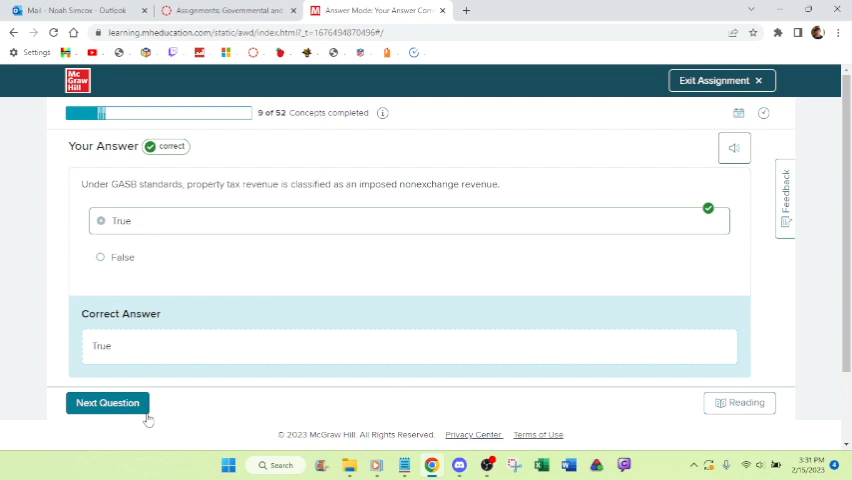 Mail - Noah Simcox - Outlook
Assignments: Governmental and
Answer Mode: Your Answer Corr
learning.mheducation.com/static/awd/index.html?_t=1676494870496#/
Settings
Mc
Graw
Hill
Exit Assignment
9 of 52 Concepts completed
Your Answer
correct
Under GASB standards, property tax revenue is classified as an imposed nonexchange revenue.
True
False
Feedback
Correct Answer
True
Next Question
Reading
© 2023 McGraw Hill. All Rights Reserved. Privacy Center Terms of Use
Search
3:31 PM
2/15/2023
4